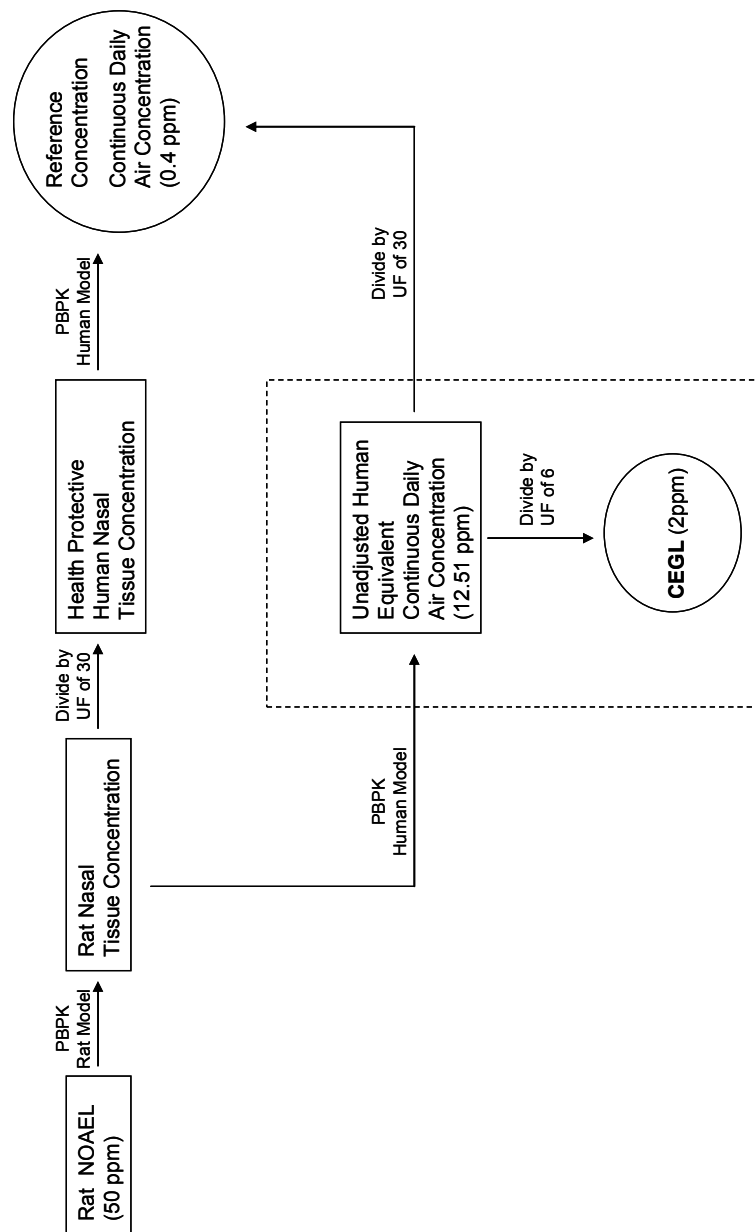 Rat NOAEL
(50 ppm)
PBPK
Rat Model
Rat Nasal
Tissue Concentration
Divide by
UF of 30
Health Protective
Human Nasal
Tissue Concentration
PBPK
Human Model
Reference
Concentration
Continuous Daily
Air Concentration
(0.4 ppm)
PBPK
Human Model
Unadjusted Human
Equivalent
Continuous Daily
Air Concentration
(12.51 ppm)
Divide by
UF of 30
Divide by
UF of 6
CEGL (2ppm)